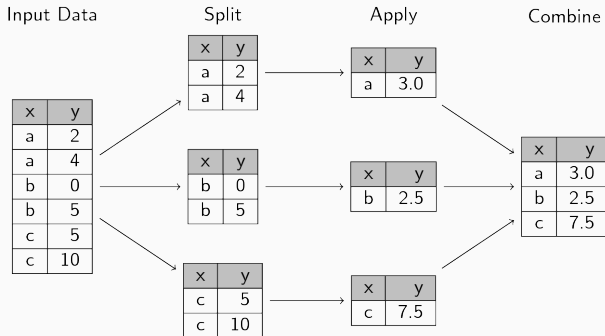 Input Data
Split
Apply
Combine
x y
a 2
a 4
b 0
b 5
c 5
c 10
x y
a 2
a 4
x y
b 0
b 5
x y
c 5
c 10
x y
a 3.0
x y
b 2.5
x y
c 7.5
x y
a 3.0
b 2.5
c 7.5